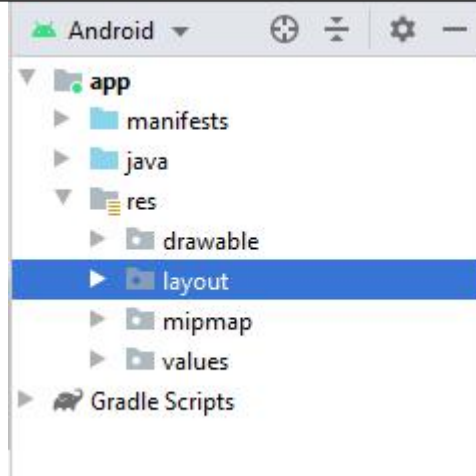 Android
app
manifests
java
res
drawable
layout
mipmap
values
Gradle Scripts